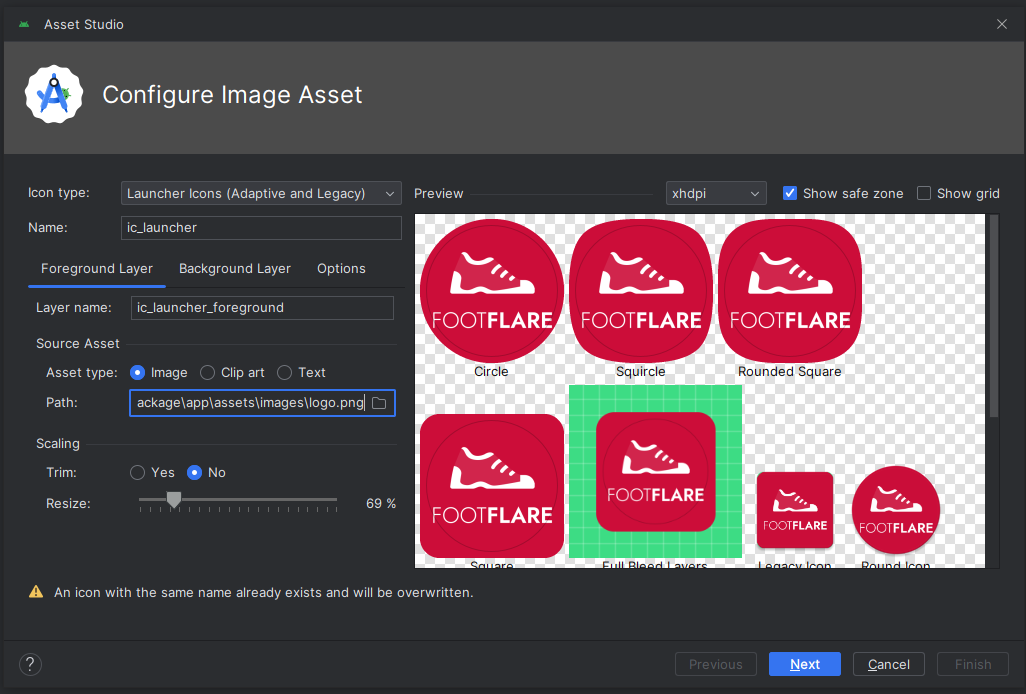 Asset Studio
Configure Image Asset
Icon type:
Launcher Icons (Adaptive and Legacy)
Preview
xhdpi
Show safe zone
Show grid
Name:
ic_launcher
Foreground Layer
Background Layer
Options
Layer name:
ic_launcher_foreground
Source Asset
Asset type:
Image
Clip art
Text
Path:
ackage\app\assets\images\logo.png
Scaling
Trim:
Yes
No
Resize:
69 %
FOOTFLARE
FOOTFLARE
FOOTFLARE
Circle
Squircle
Rounded Square
FOOTFLARE
FOOTFLARE
FOOTFLARE
FOOTFLARE
Square
Full Bleed Layers
Legacy Icon
Round Icon
An icon with the same name already exists and will be overwritten.
?
Previous
Next
Cancel
Finish